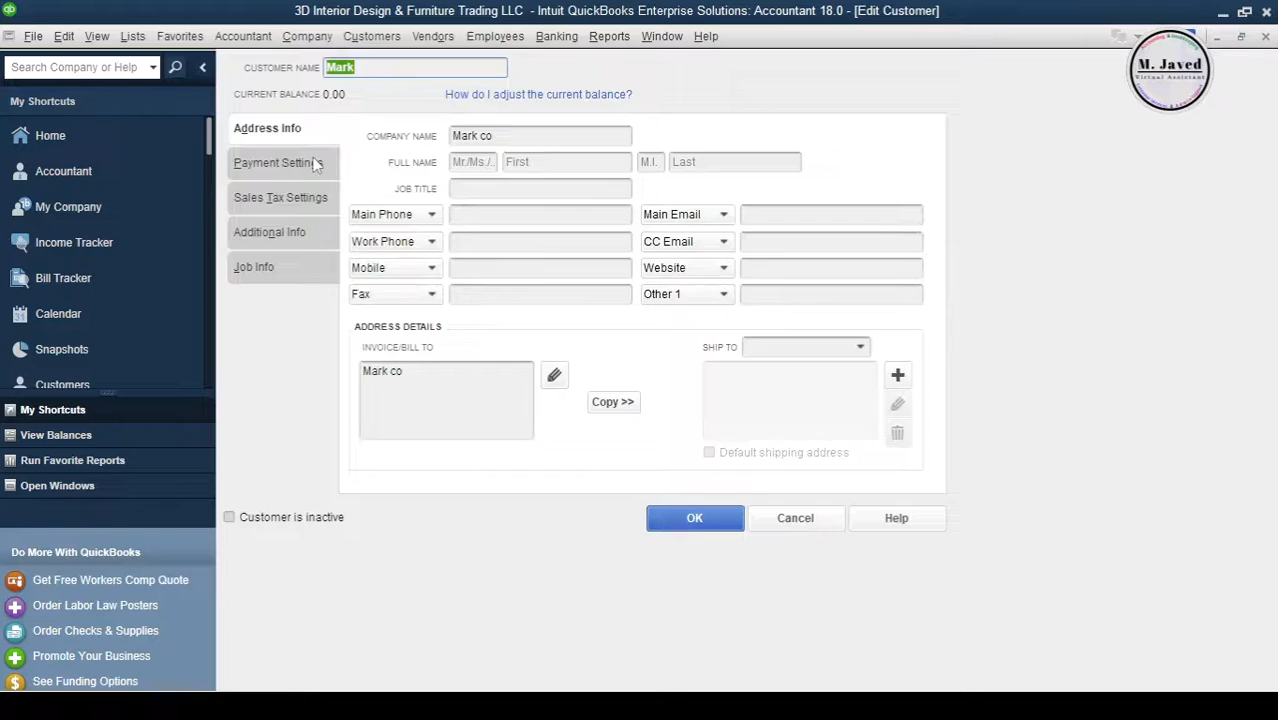 3D Interior Design & Furniture Trading LLC - Intuit QuickBooks Enterprise Solutions: Accountant 18.0 - [Edit Customer]
File Edit View Lists Favorites Accountant Company Customers Vendors Employees Banking Reports Window Help
M. Javed
Virtual Assistant
Search Company or Help
My Shortcuts
Home
Accountant
My Company
Income Tracker
Bill Tracker
Calendar
Snapshots
Customers
My Shortcuts
View Balances
Run Favorite Reports
Open Windows
Do More With QuickBooks
Get Free Workers Comp Quote
Order Labor Law Posters
Order Checks & Supplies
Promote Your Business
See Funding Options
CUSTOMER NAME Mark
CURRENT BALANCE 0.00 How do I adjust the current balance?
Address Info
Payment Settings
Sales Tax Settings
Additional Info
Job Info
COMPANY NAME Mark co
FULL NAME Mr./Ms./.. First M.I. Last
JOB TITLE
Main Phone Main Email
Work Phone CC Email
Mobile Website
Fax Other 1
ADDRESS DETAILS
INVOICE/BILL TO SHIP TO
Mark co
Copy >>
Default shipping address
Customer is inactive
OK Cancel Help